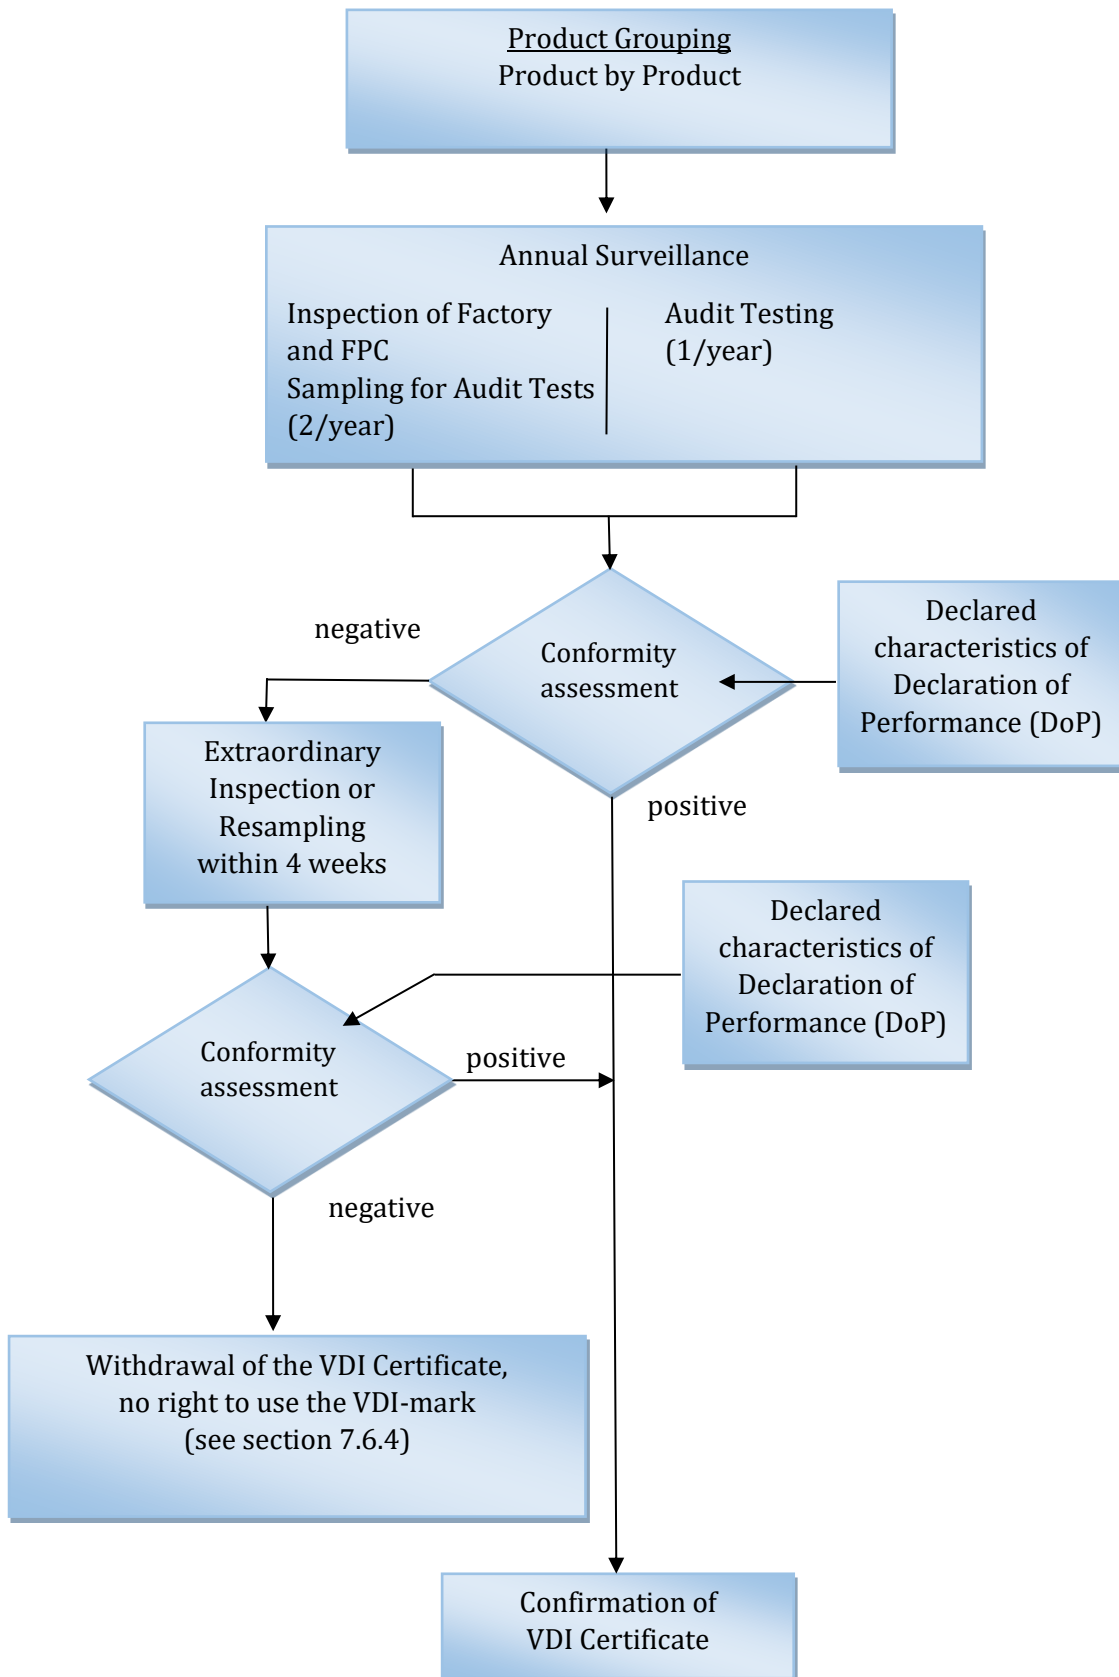 Product Grouping
Product by Product
Annual Surveillance
Inspection of Factory
and FPC
Sampling for Audit Tests
(2/year)
Audit Testing
(1/year)
negative
Conformity
assessment
Declared
characteristics of
Declaration of
Performance (DoP)
Extraordinary
Inspection or
Resampling
within 4 weeks
positive
Declared
characteristics of
Declaration of
Performance (DoP)
Conformity
assessment
positive
negative
Withdrawal of the VDI Certificate,
no right to use the VDI-mark
(see section 7.6.4)
Confirmation of
VDI Certificate